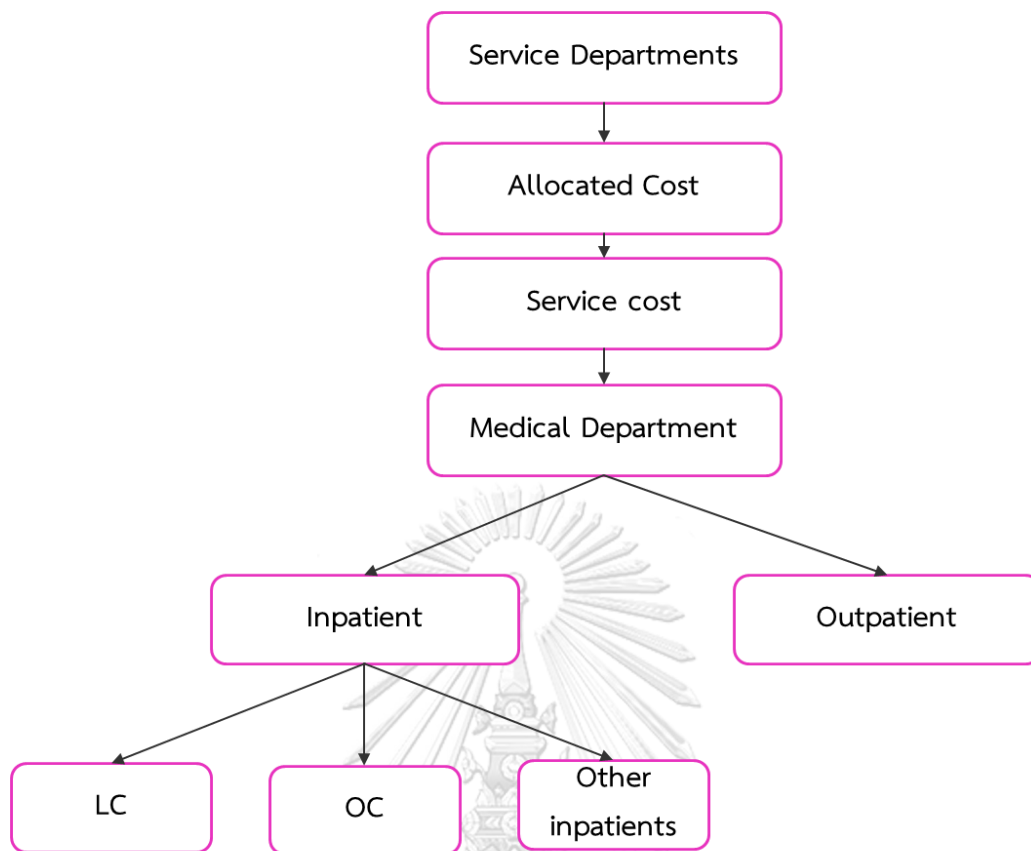 Service Departments
Allocated Cost
Service cost
Medical Department
Inpatient
Outpatient
LC
OC
Other
inpatients